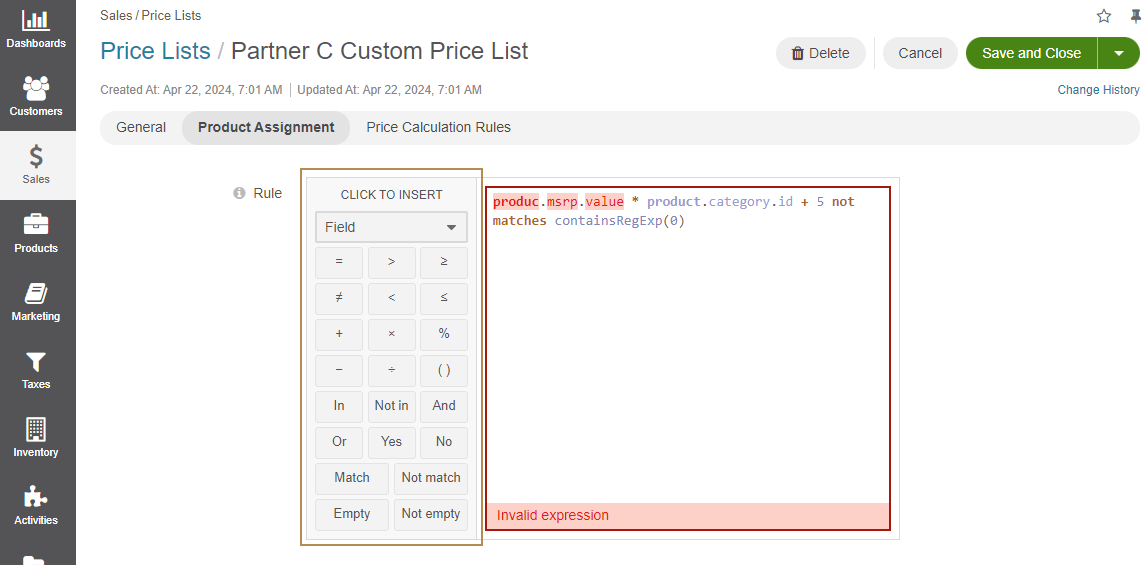 Dashboards
Customers
Sales
Products
Marketing
Taxes
Inventory
Activities
Sales / Price Lists
Price Lists / Partner C Custom Price List
Delete
Cancel
Save and Close
Created At: Apr 22, 2024, 7:01 AM | Updated At: Apr 22, 2024, 7:01 AM
Change History
General Product Assignment Price Calculation Rules
Rule
CLICK TO INSERT
Field
= > ≥
≠ < ≤
+ × %
− ÷ ( )
In Not in And
Or Yes No
Match Not match
Empty Not empty
produc.msrp.value * product.category.id + 5 not
matches containsRegExp(0)
Invalid expression